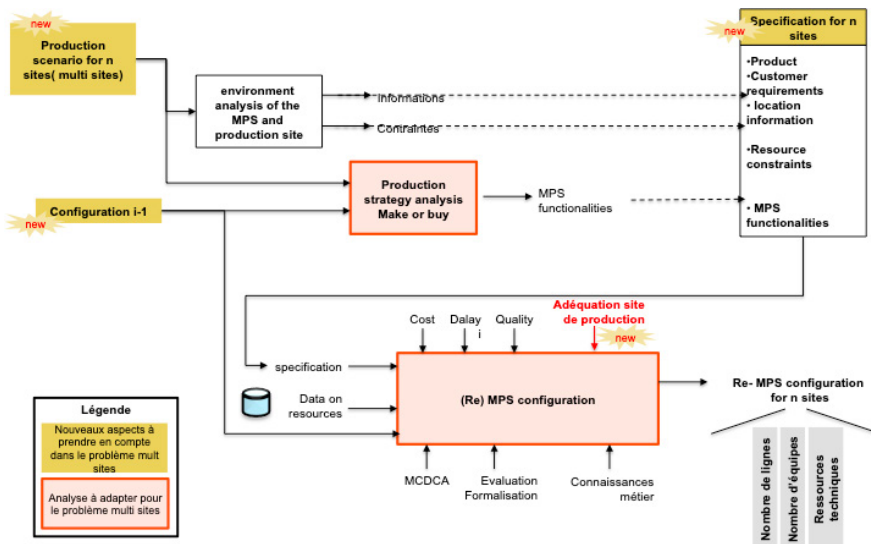 new
Production
scenario for n
sites( multi sites)
new
Specification for n
sites
•Product
•Customer
requirements
• location
information
•Resource
constraints
• MPS
functionalities
environment
analysis of the
MPS and
production site
Informations
Contraintes
Production
strategy analysis
Make or buy
MPS
functionalities
Configuration i-1
new
Cost
Dalay
i
Quality
Adéquation site
de production
new
specification
Data on
resources
(Re) MPS configuration
Re- MPS configuration
for n sites
MCDCA
Evaluation
Formalisation
Connaissances
métier
Nombre de lignes
Nombre d'équipes
Ressources
techniques
Légende
Nouveaux aspects à
prendre en compte
dans le problème mult
sites
Analyse à adapter pour
le problème multi sites